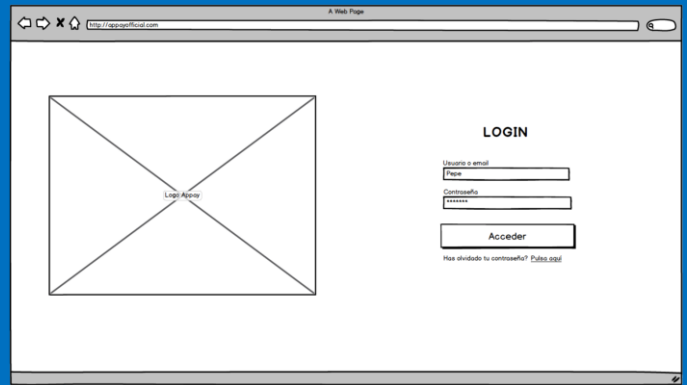 A Web Page
http://appayofficial.com
Logo Appay
LOGIN
Usuario o email
Pepe
Contraseña
*******
Acceder
Has olvidado tu contraseña? Pulsa aquí